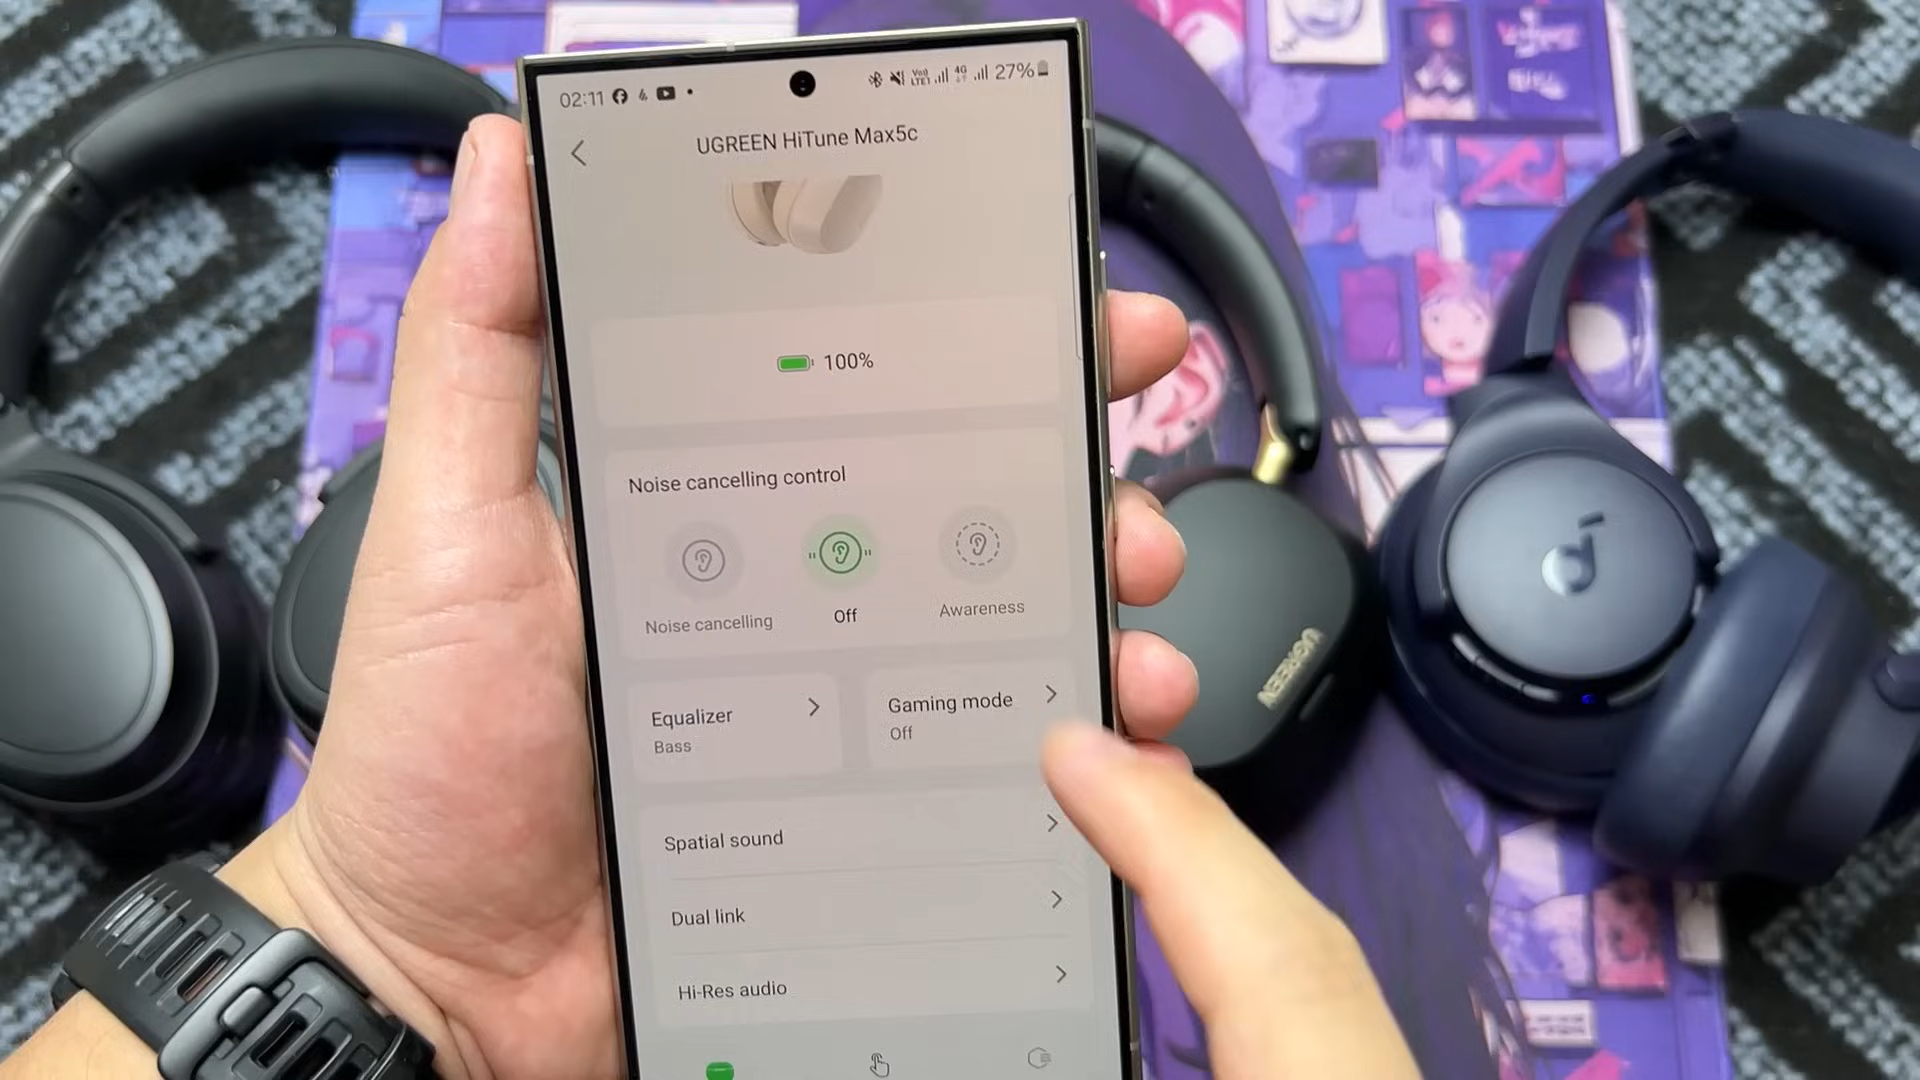 02:11
27%
UGREEN HiTune Max5c
100%
Noise cancelling control
Noise cancelling
Off
Awareness
Equalizer
Bass
Gaming mode
Off
Spatial sound
Dual link
Hi-Res audio
UGREEN